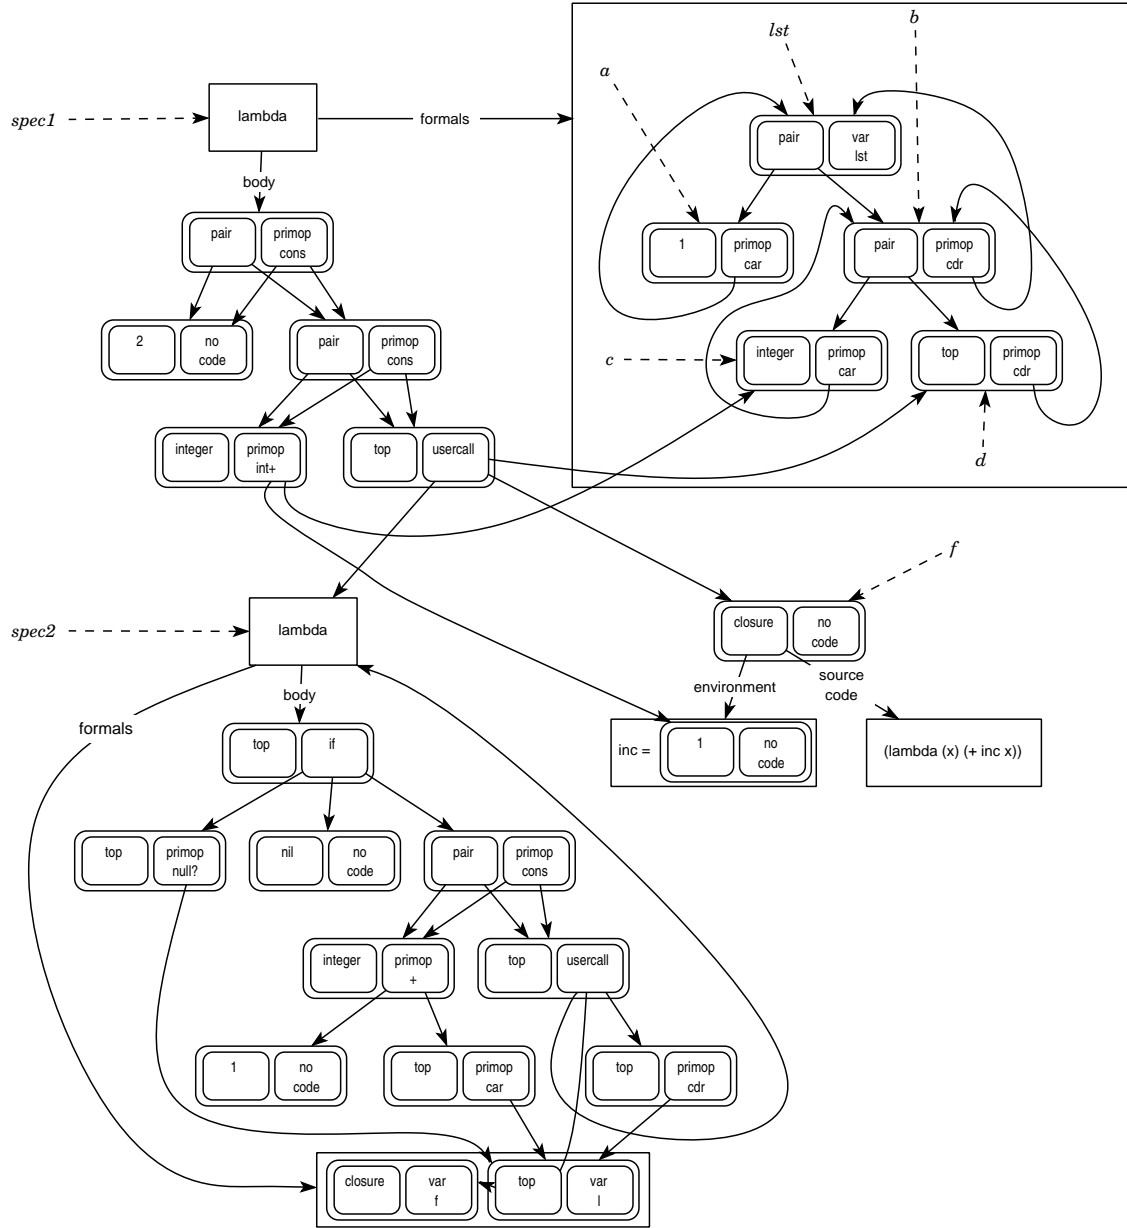 b
lst
a
spec1
lambda
formals
pair
var
lst
body
pair
primop
cons
1
primop
car
pair
primop
cdr
2
no
code
pair
primop
cons
c
integer
primop
car
top
primop
cdr
integer
primop
int+
top
usercall
d
f
spec2
lambda
closure
no
code
environment
source
code
body
formals
inc =
1
no
code
(lambda (x) (+ inc x))
top
if
top
primop
null?
nil
no
code
pair
primop
cons
integer
primop
+
top
usercall
1
no
code
top
primop
car
top
primop
cdr
closure
var
f
top
var
l